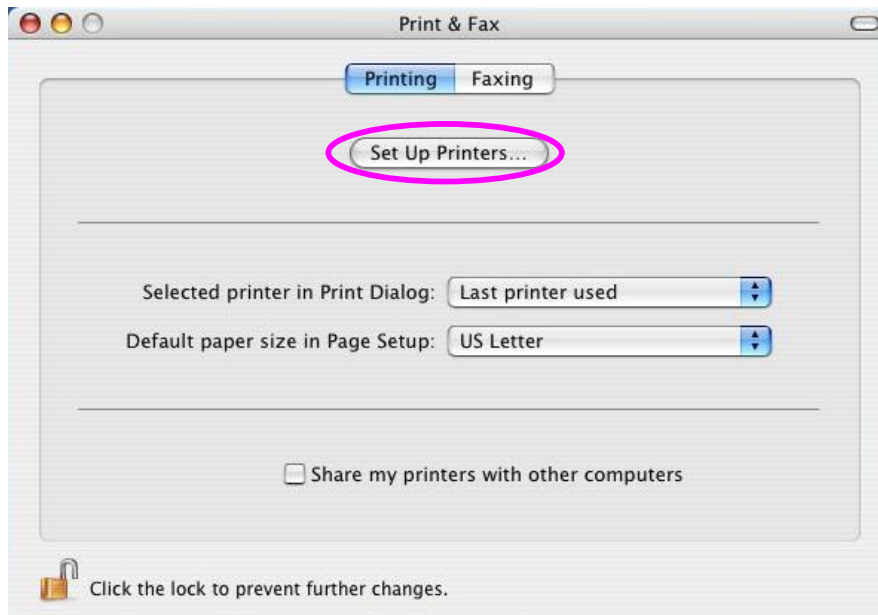 Print & Fax
Printing Faxing
Set Up Printers...
Selected printer in Print Dialog: Last printer used
Default paper size in Page Setup: US Letter
Share my printers with other computers
Click the lock to prevent further changes.